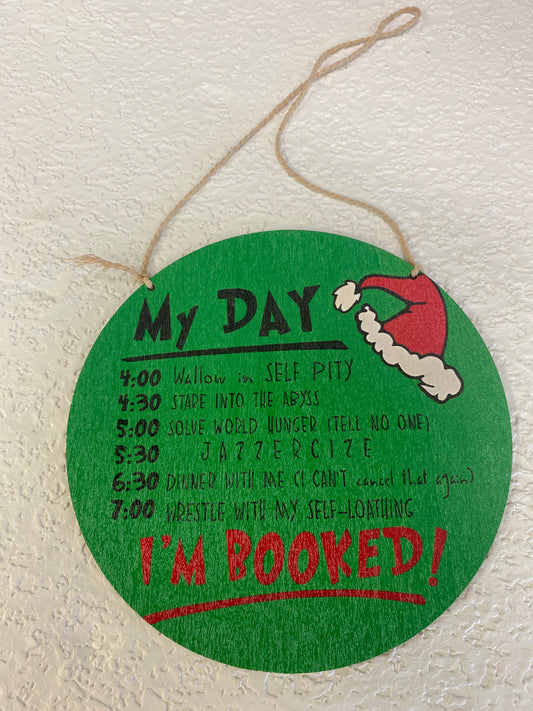 My DAY
4:00 Wallow in SELF PITY
4:30 STARE INTO THE ABYSS
5:00 SOLVE WORLD HUNGER (TELL NO ONE)
5:30 JAZZERCIZE
6:30 DINNER WITH ME (I CAN'T cancel that again)
7:00 WRESTLE WITH MY SELF-LOATHING
I'M BOOKED!